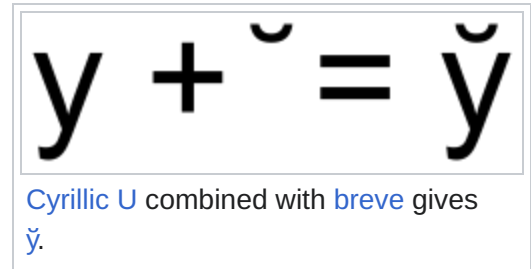 у + ˘ = ў
Cyrillic U combined with breve gives
ў.